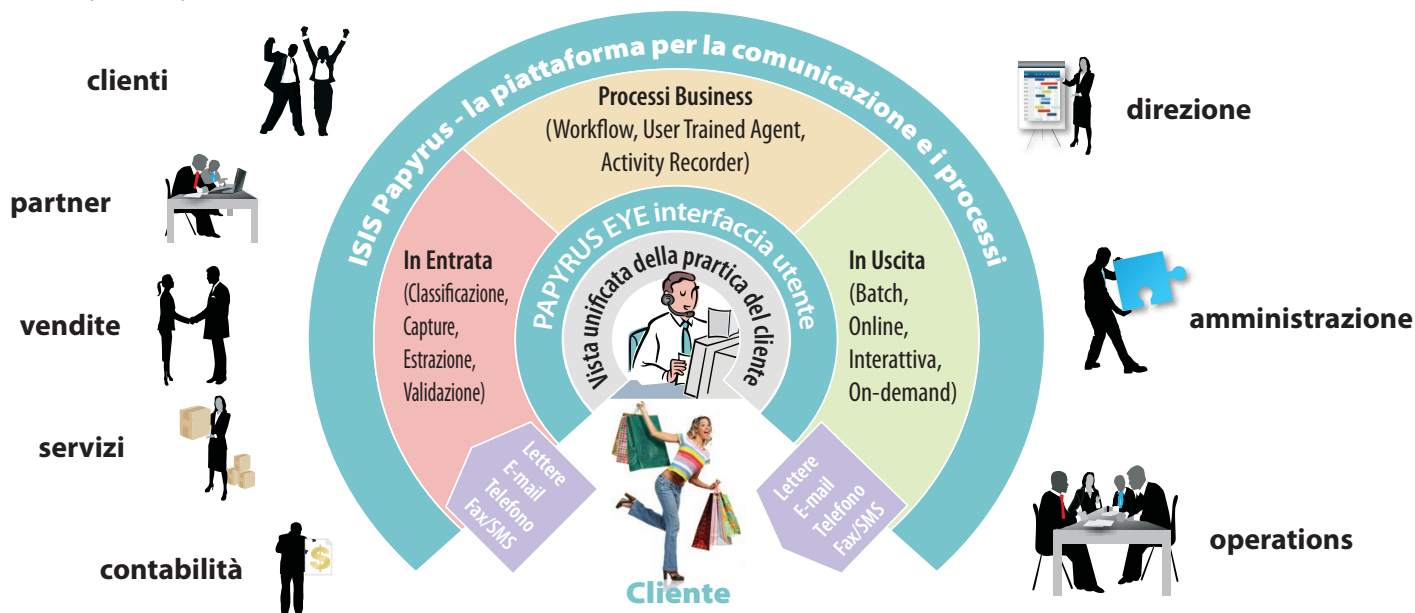 clienti
partner
vendite
servizi
contabilità
ISIS Papyrus - la piattaforma per la comunicazione e i processi
Processi Business
(Workflow, User Trained Agent,
Activity Recorder)
In Entrata
(Classificazione,
Capture,
Estrazione,
Validazione)
PAPYRUS EYE interfaccia utente
Vista unificata della prartica del cliente
In Uscita
(Batch,
Online,
Interattiva,
On-demand)
Lettere
E-mail
Telefono
Fax/SMS
Lettere
E-mail
Telefono
Fax/SMS
Cliente
$
direzione
amministrazione
operations